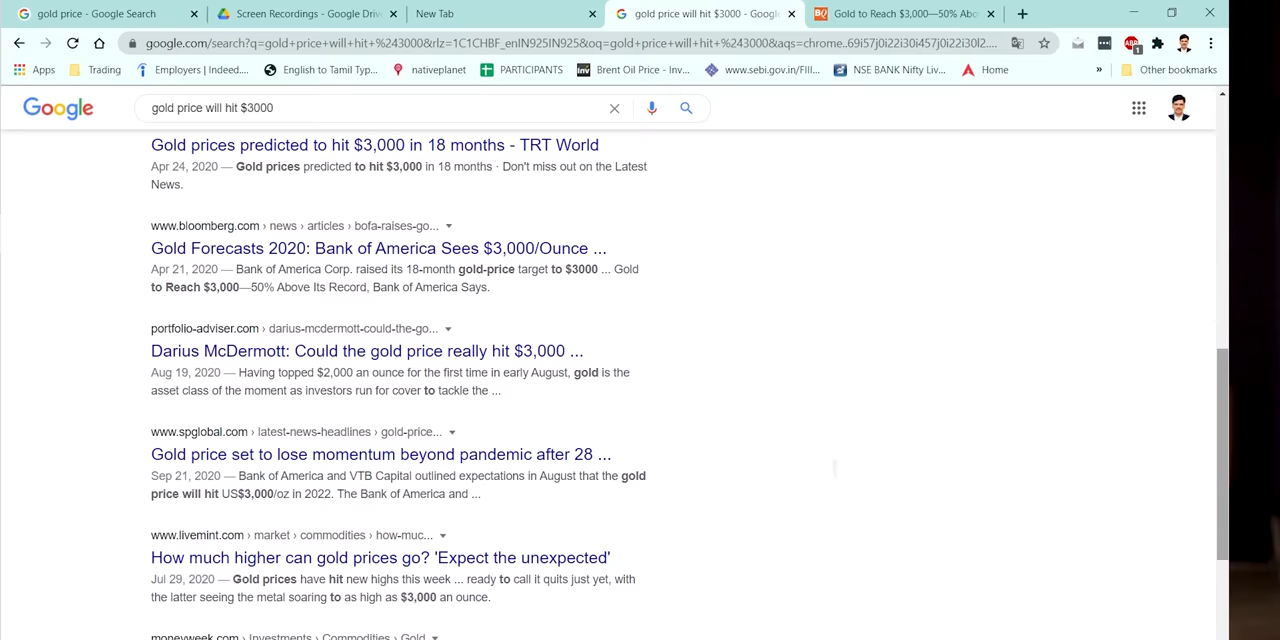 gold price - Google Search
Screen Recordings - Google Driv
New Tab
gold price will hit $3000 - Google
Gold to Reach $3,000—50% Abo
google.com/search?q=gold+price+will+hit+%243000&rlz=1C1CHBF_enIN925IN925&oq=gold+price+will+hit+%243000&aqs=chrome..69i57j0i22i30i457j0i22i30l2....
ABP
1
Apps
Trading
Employers | Indeed....
English to Tamil Typ...
nativeplanet
PARTICIPANTS
Inv
Brent Oil Price - Inv...
www.sebi.gov.in/FIII...
NSE BANK Nifty Liv...
Home
»
Other bookmarks
Google
gold price will hit $3000
Gold prices predicted to hit $3,000 in 18 months - TRT World
Apr 24, 2020 — Gold prices predicted to hit $3,000 in 18 months · Don't miss out on the Latest
News.
www.bloomberg.com › news › articles › bofa-raises-go...
Gold Forecasts 2020: Bank of America Sees $3,000/Ounce ...
Apr 21, 2020 — Bank of America Corp. raised its 18-month gold-price target to $3000 ... Gold
to Reach $3,000—50% Above Its Record, Bank of America Says.
portfolio-adviser.com › darius-mcdermott-could-the-go...
Darius McDermott: Could the gold price really hit $3,000 ...
Aug 19, 2020 — Having topped $2,000 an ounce for the first time in early August, gold is the
asset class of the moment as investors run for cover to tackle the ...
www.spglobal.com › latest-news-headlines › gold-price...
Gold price set to lose momentum beyond pandemic after 28 ...
Sep 21, 2020 — Bank of America and VTB Capital outlined expectations in August that the gold
price will hit US$3,000/oz in 2022. The Bank of America and ...
www.livemint.com › market › commodities › how-muc...
How much higher can gold prices go? 'Expect the unexpected'
Jul 29, 2020 — Gold prices have hit new highs this week ... ready to call it quits just yet, with
the latter seeing the metal soaring to as high as $3,000 an ounce.
moneyweek.com › Investments › Commodities › Gold